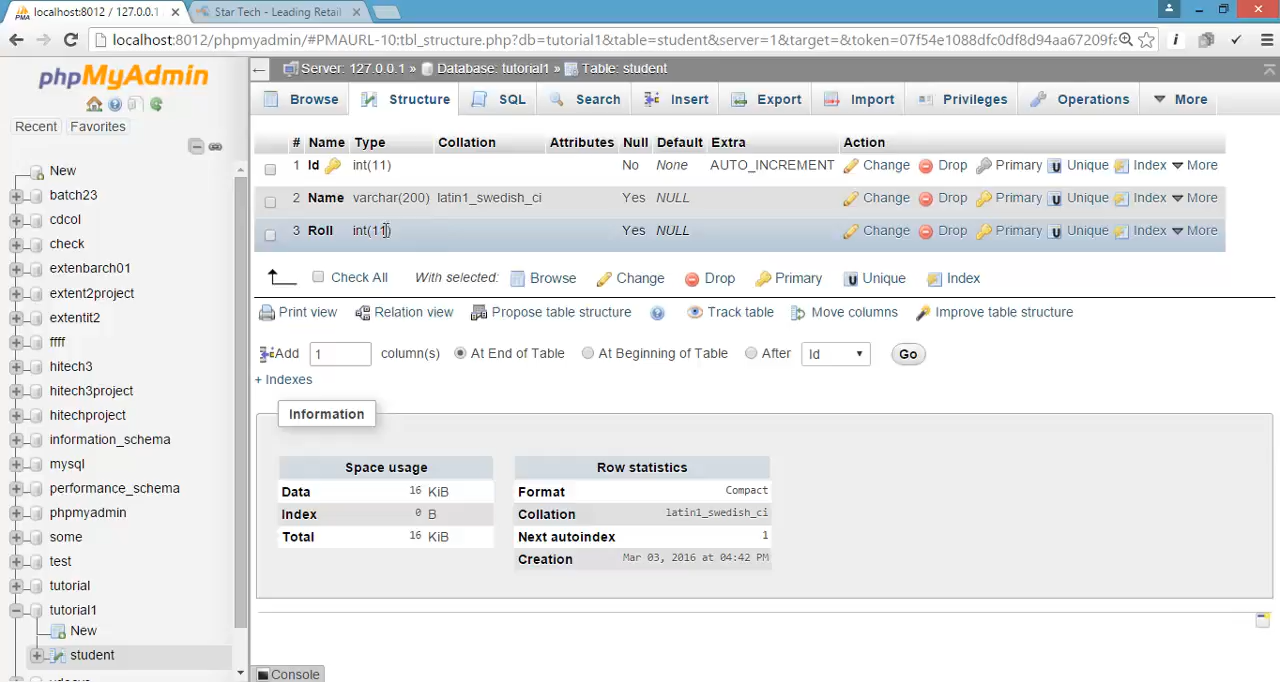 localhost:8012 / 127.0.0.1
Star Tech - Leading Retail
localhost:8012/phpmyadmin/#PMAURL-10:tbl_structure.php?db=tutorial1&table=student&server=1&target=&token=07f54e1088dfc0df8d94aa67209fa
phpMyAdmin
Recent Favorites
New
batch23
cdcol
check
extenbarch01
extent2project
extentit2
ffff
hitech3
hitech3project
hitechproject
information_schema
mysql
performance_schema
phpmyadmin
some
test
tutorial
tutorial1
New
student
Server: 127.0.0.1 » Database: tutorial1 » Table: student
Browse Structure SQL Search Insert Export Import Privileges Operations More
# Name Type Collation Attributes Null Default Extra Action
1 Id int(11) No None AUTO_INCREMENT Change Drop Primary Unique Index More
2 Name varchar(200) latin1_swedish_ci Yes NULL Change Drop Primary Unique Index More
3 Roll int(11) Yes NULL Change Drop Primary Unique Index More
Check All With selected: Browse Change Drop Primary Unique Index
Print view Relation view Propose table structure Track table Move columns Improve table structure
Add 1 column(s) At End of Table At Beginning of Table After Id Go
+ Indexes
Information
Space usage
Data 16 KiB
Index 0 B
Total 16 KiB
Row statistics
Format Compact
Collation latin1_swedish_ci
Next autoindex 1
Creation Mar 03, 2016 at 04:42 PM
Console